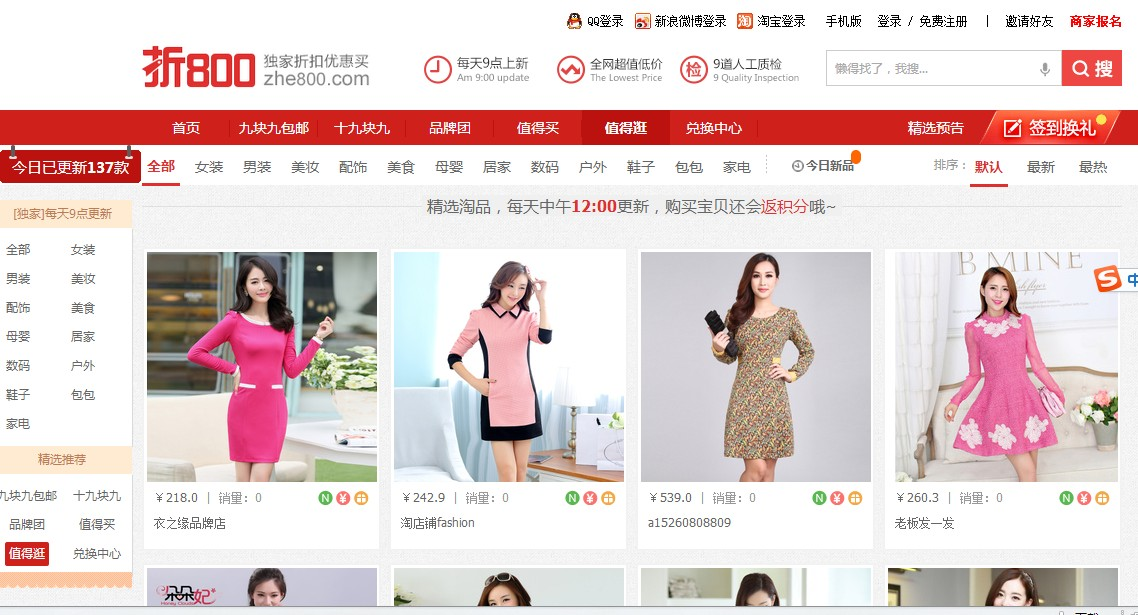 QQ登录 新浪微博登录 淘宝登录 手机版 登录 / 免费注册 | 邀请好友 商家报名
折800 独家折扣优惠买
zhe800.com
每天9点上新
Am 9:00 update
全网超值低价
The Lowest Price
检 9道人工质检
9 Quality Inspection
懒得找了，我搜... 搜
首页 九块九包邮 十九块九 品牌团 值得买 值得逛 兑换中心 精选预告 签到换礼
今日已更新137款 全部 女装 男装 美妆 配饰 美食 母婴 居家 数码 户外 鞋子 包包 家电 今日新品 排序： 默认 最新 最热
[独家]每天9点更新
全部 女装
男装 美妆
配饰 美食
母婴 居家
数码 户外
鞋子 包包
家电
精选推荐
九块九包邮 十九块九
品牌团 值得买
值得逛 兑换中心
精选淘品，每天中午12:00更新，购买宝贝还会返积分哦~
B MINE
S 中
￥218.0 | 销量：0 N ￥
衣之缘品牌店
￥242.9 | 销量：0 N ￥
淘店铺fashion
￥539.0 | 销量：0 N ￥
a15260808809
￥260.3 | 销量：0 N ￥
老板发一发
朵朵妃
Honey Clouds